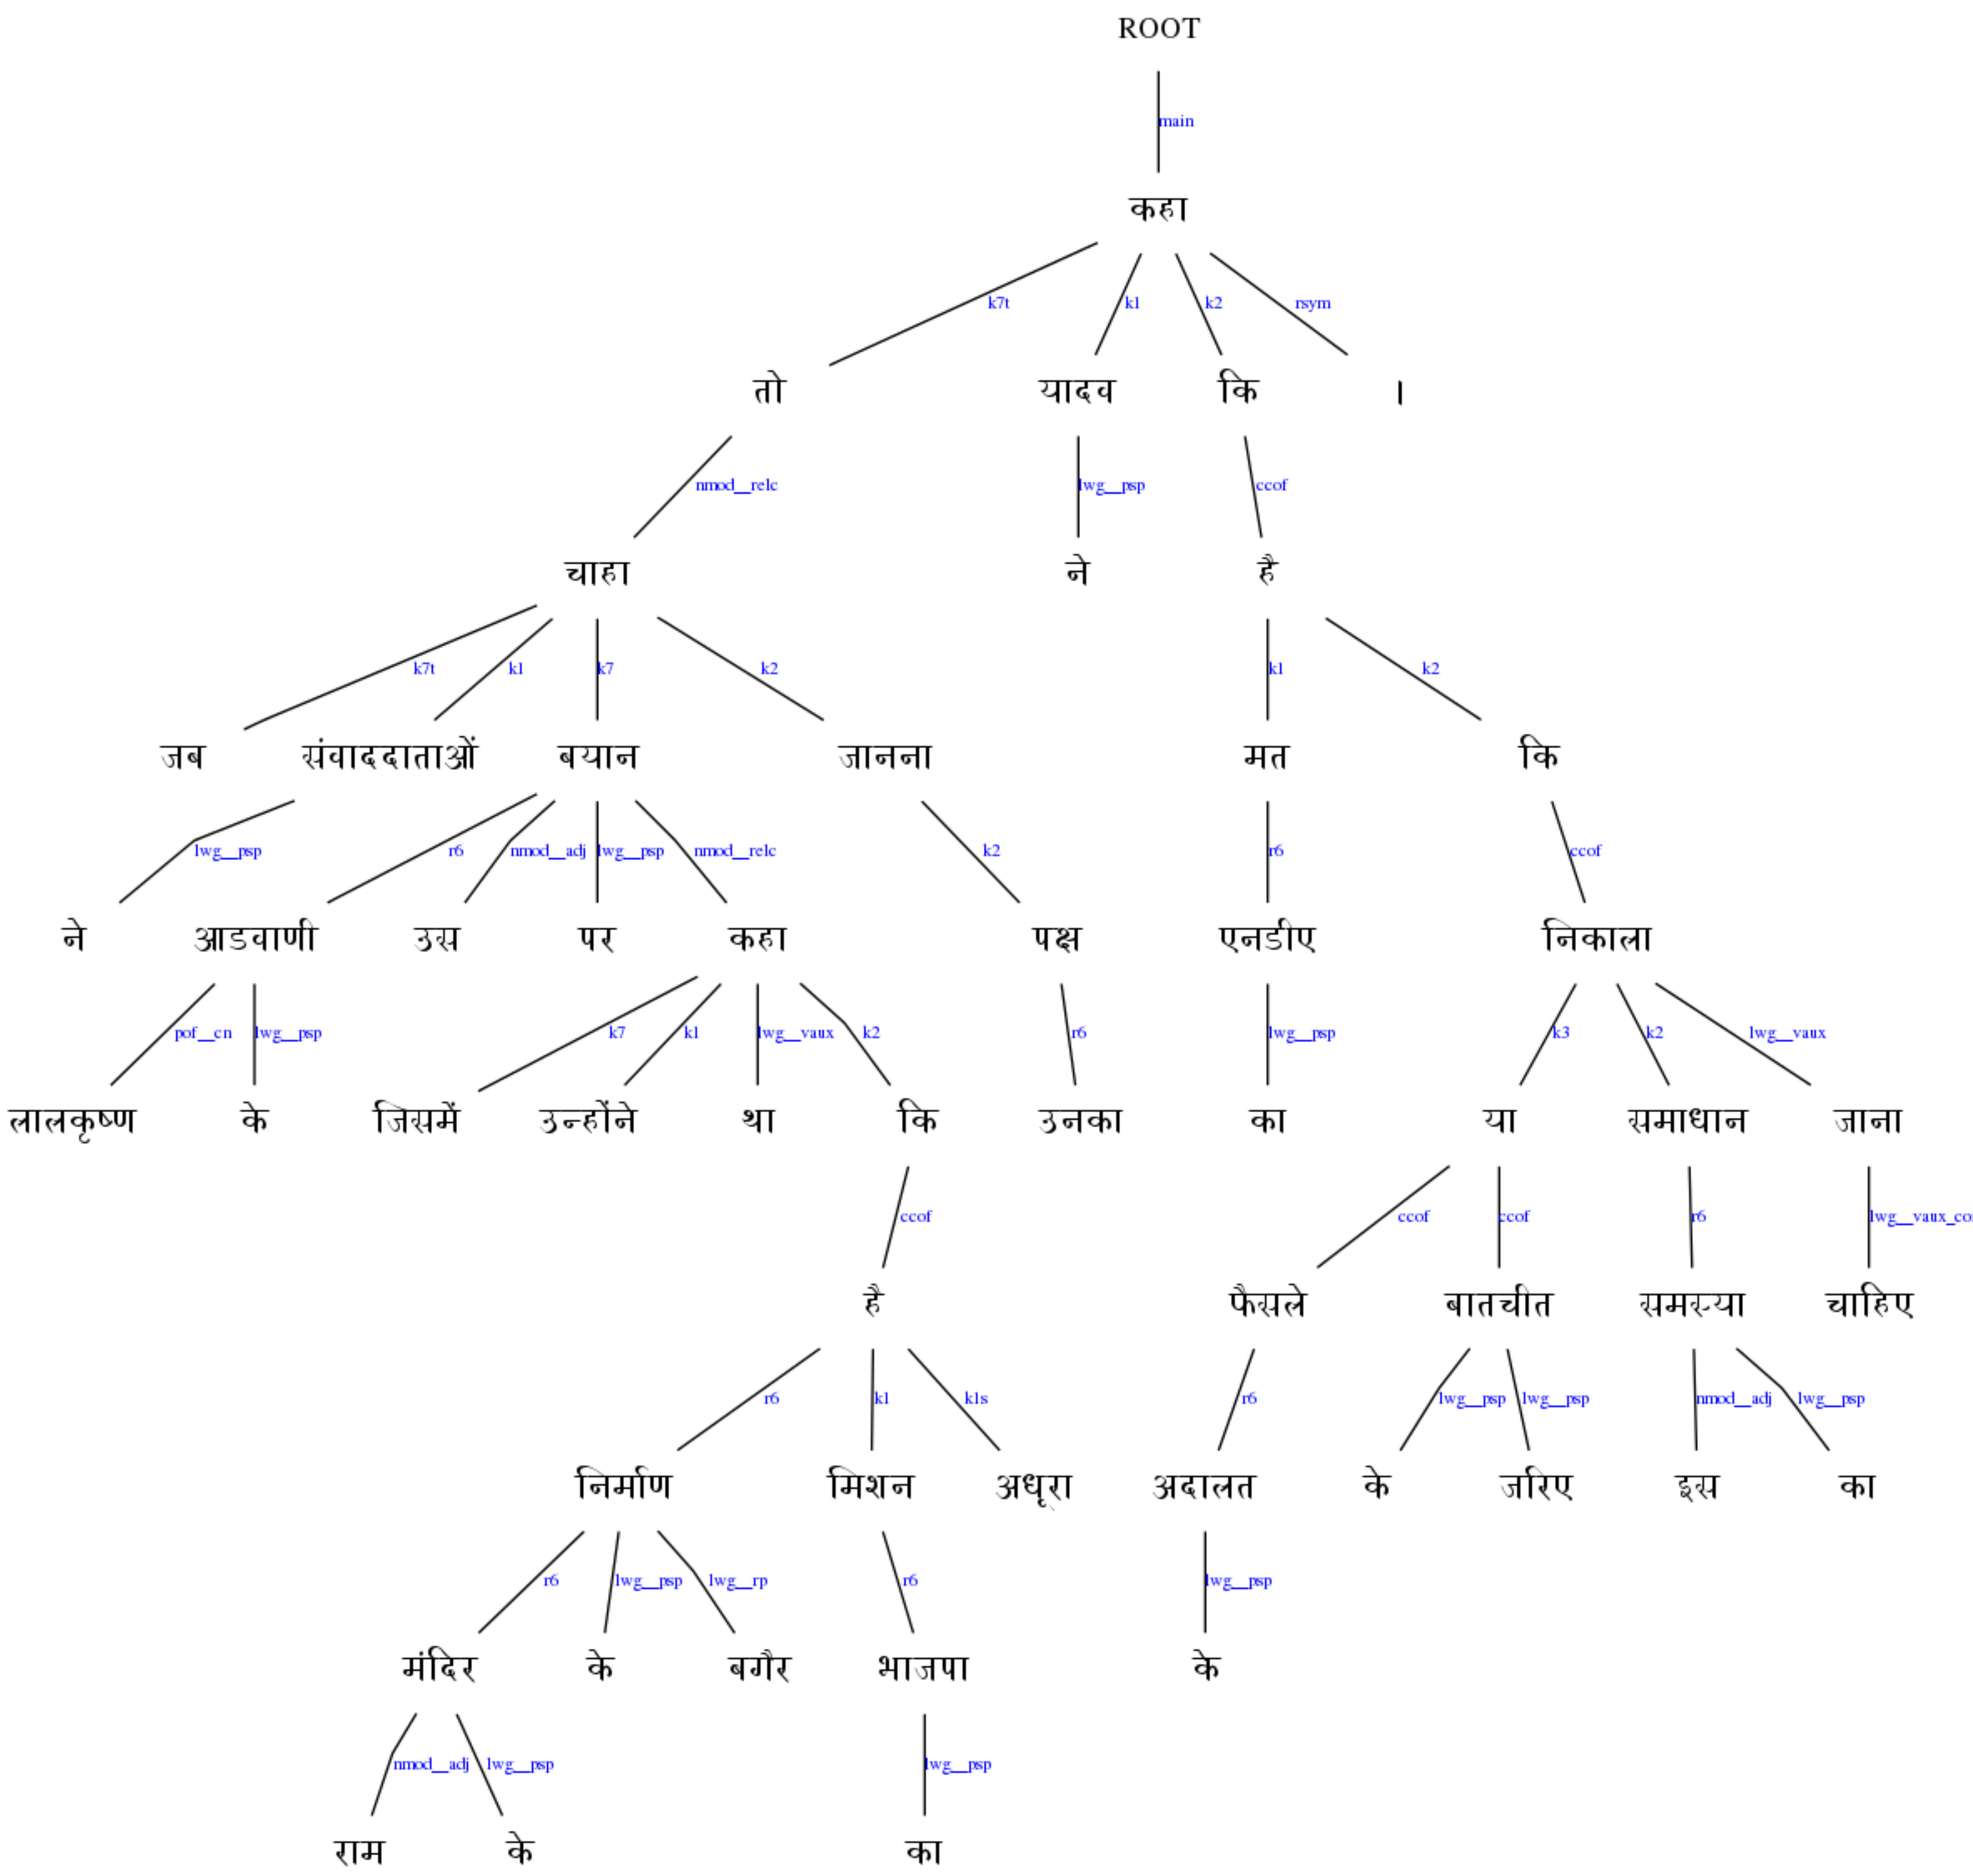 ROOT
main
कहा
k7t k1 k2 rsym
तो यादव कि ।
nmod__relc lwg__psp ccof
चाहा ने है
k7t k1 k7 k2 k1 k2
जब संवाददाताओं बयान जानना मत कि
lwg__psp r6 nmod__adj lwg__psp nmod__relc k2 r6 ccof
ने आडवाणी उस पर कहा पक्ष एनडीए निकाला
pof__cn lwg__psp k7 k1 lwg__vaux k2 r6 lwg__psp k3 k2 lwg__vaux
लालकृष्ण के जिसमें उन्होंने था कि उनका का या समाधान जाना
ccof ccof ccof r6 lwg__vaux_co
है फैसले बातचीत समस्या चाहिए
r6 k1 k1s r6 lwg__psp lwg__psp nmod__adj lwg__psp
निर्माण मिशन अधूरा अदालत के जरिए इस का
r6 lwg__psp lwg__rp r6 lwg__psp
मंदिर के बगैर भाजपा के
nmod__adj lwg__psp lwg__psp
राम के का